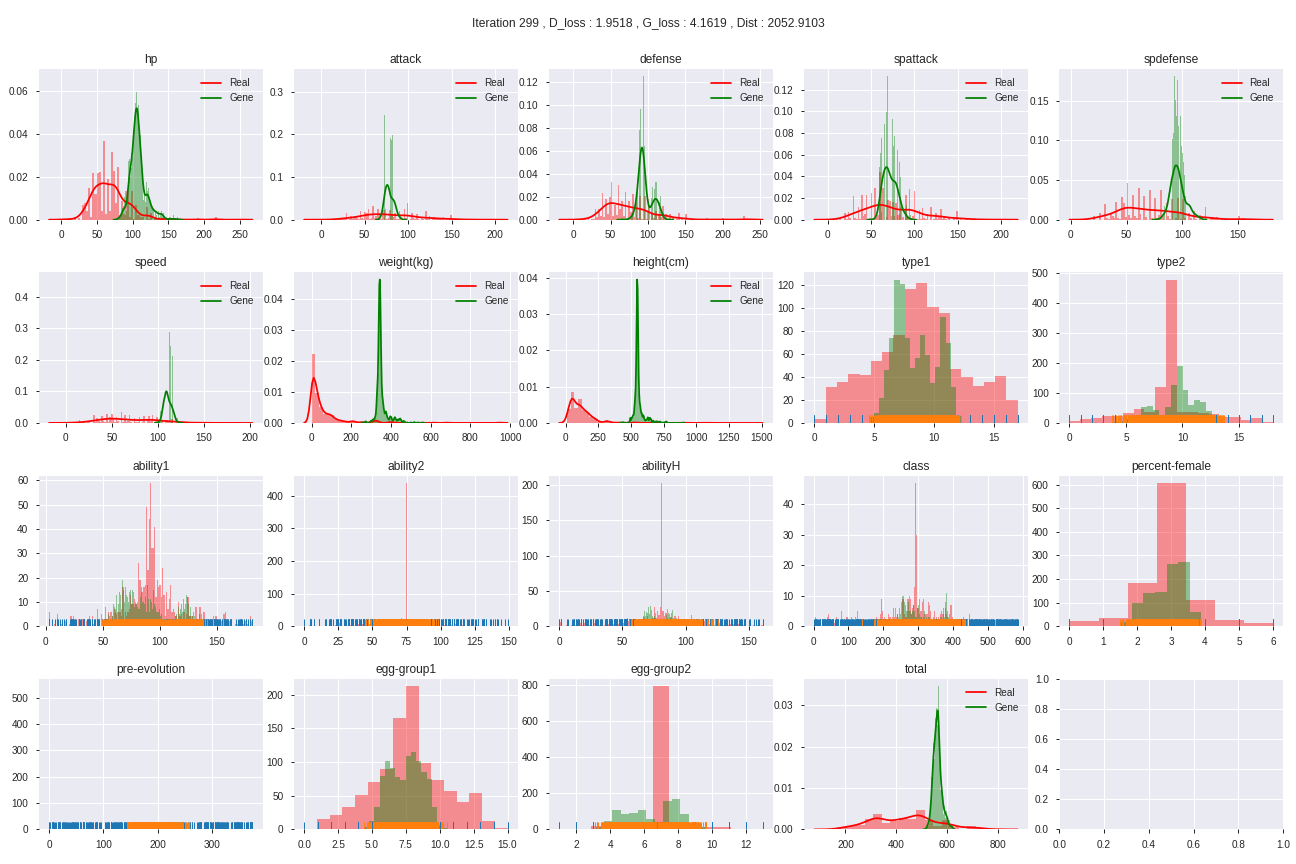 Iteration 299 , D_loss : 1.9518 , G_loss : 4.1619 , Dist : 2052.9103
hp
attack
defense
spattack
spdefense
Real
Gene
Real
Gene
Real
Gene
Real
Gene
Real
Gene
0.06
0.04
0.02
0.00
0.3
0.2
0.1
0.0
0.12
0.10
0.08
0.06
0.04
0.02
0.00
0.12
0.10
0.08
0.06
0.04
0.02
0.00
0.15
0.10
0.05
0.00
0 50 100 150 200 250
0 50 100 150 200
0 50 100 150 200 250
0 50 100 150 200
0 50 100 150
speed
weight(kg)
height(cm)
type1
type2
Real
Gene
Real
Gene
Real
Gene
0.4
0.3
0.2
0.1
0.0
0.04
0.03
0.02
0.01
0.00
0.04
0.03
0.02
0.01
0.00
120
100
80
60
40
20
0
500
400
300
200
100
0
0 50 100 150 200
0 200 400 600 800 1000
0 250 500 750 1000 1250 1500
0 5 10 15
0 5 10 15
ability1
ability2
abilityH
class
percent-female
60
50
40
30
20
10
0
400
300
200
100
0
200
150
100
50
0
40
30
20
10
0
600
500
400
300
200
100
0
0 50 100 150
0 25 50 75 100 125 150
0 50 100 150
0 100 200 300 400 500 600
0 1 2 3 4 5 6
pre-evolution
egg-group1
egg-group2
total
Real
Gene
500
400
300
200
100
0
200
150
100
50
0
800
600
400
200
0
0.03
0.02
0.01
0.00
1.0
0.8
0.6
0.4
0.2
0.0
0 100 200 300
0.0 2.5 5.0 7.5 10.0 12.5 15.0
0 2 4 6 8 10 12
200 400 600 800
0.0 0.2 0.4 0.6 0.8 1.0